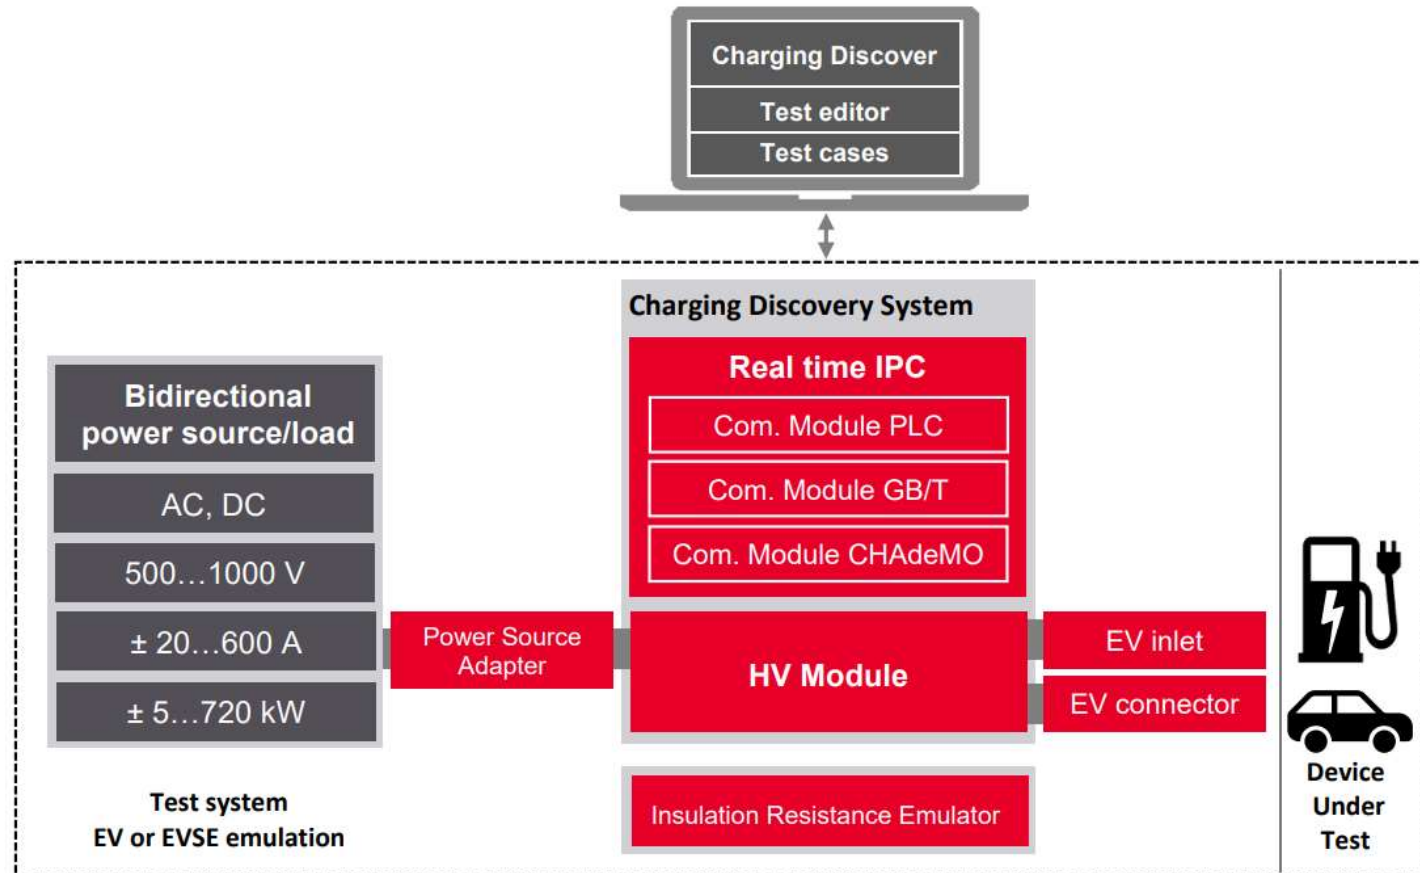 Charging Discover
Test editor
Test cases
Charging Discovery System
Real time IPC
Com. Module PLC
Com. Module GB/T
Com. Module CHAdeMO
Bidirectional
power source/load
AC, DC
500...1000 V
± 20...600 A
± 5...720 kW
Power Source
Adapter
HV Module
EV inlet
EV connector
Insulation Resistance Emulator
Test system
EV or EVSE emulation
Device
Under
Test